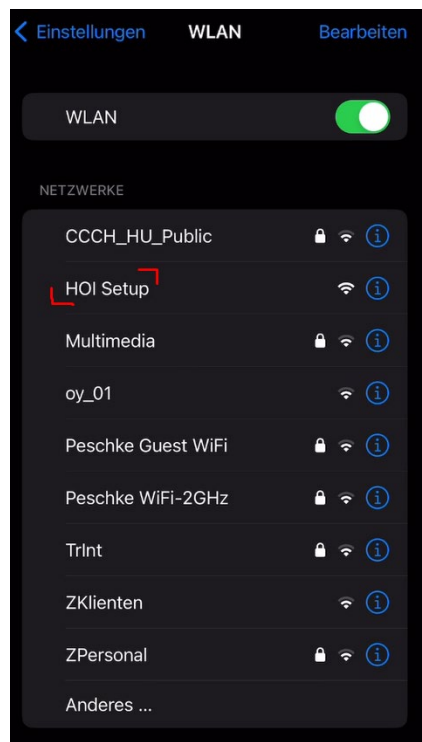 Einstellungen WLAN Bearbeiten
WLAN
NETZWERKE
CCCH_HU_Public
HOI Setup
Multimedia
oy_01
Peschke Guest WiFi
Peschke WiFi-2GHz
TrInt
ZKlienten
ZPersonal
Anderes ...